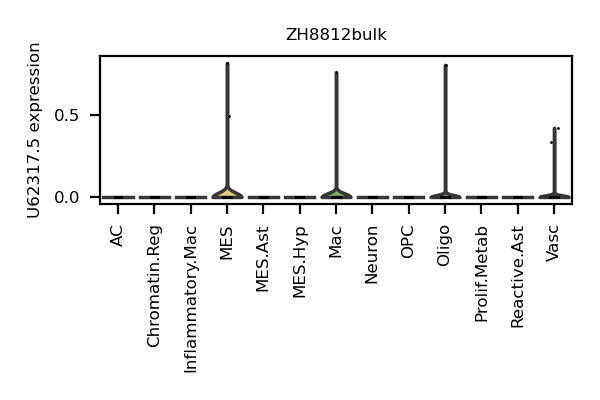 ZH8812bulk
U62317.5 expression
0.5
0.0
AC
Chromatin.Reg
Inflammatory.Mac
MES
MES.Ast
MES.Hyp
Mac
Neuron
OPC
Oligo
Prolif.Metab
Reactive.Ast
Vasc